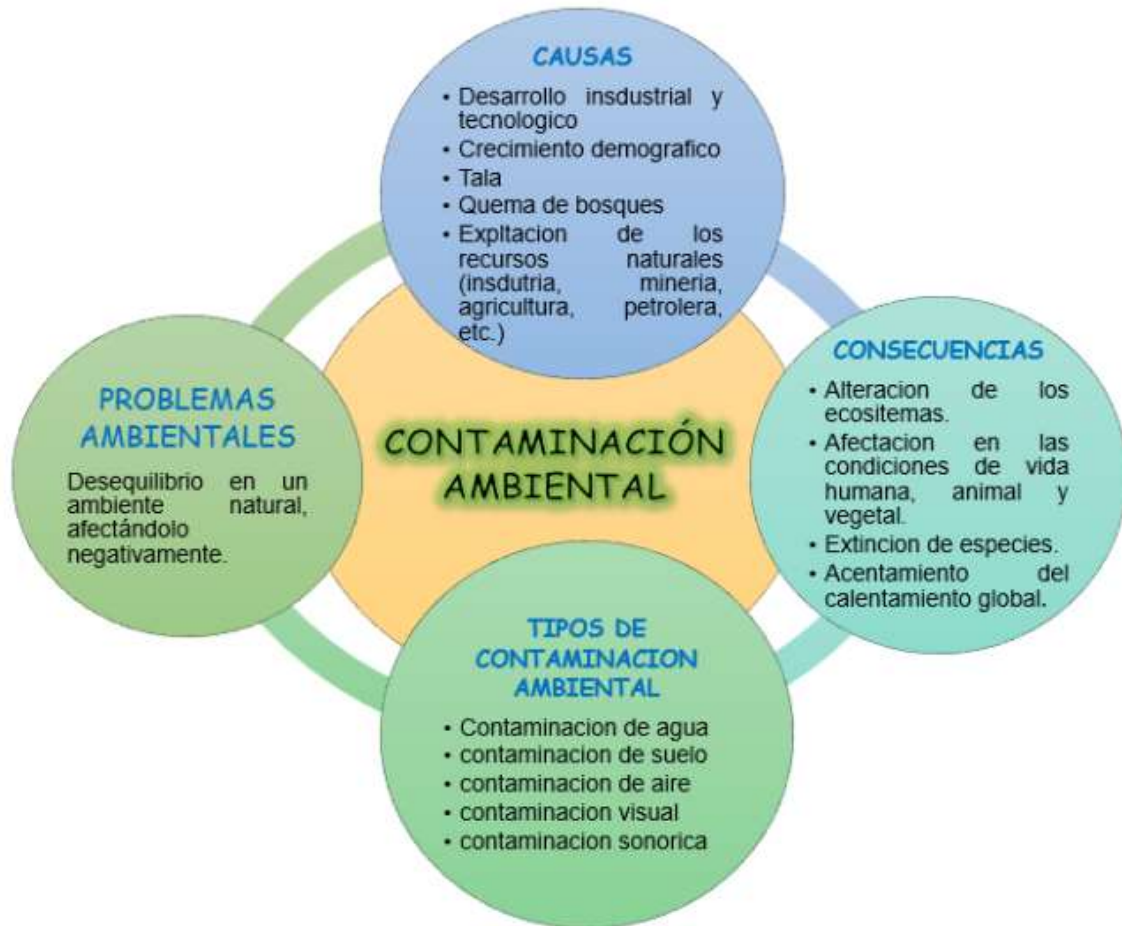 CAUSAS
• Desarrollo insdustrial y
tecnologico
• Crecimiento demografico
• Tala
• Quema de bosques
• Expltacion de los
recursos naturales
(insdutria, mineria,
agricultura, petrolera,
etc.)
PROBLEMAS
AMBIENTALES
Desequilibrio en un
ambiente natural,
afectándolo
negativamente.
CONTAMINACIÓN
AMBIENTAL
CONSECUENCIAS
• Alteracion de los
ecositemas.
• Afectacion en las
condiciones de vida
humana, animal y
vegetal.
• Extincion de especies.
• Acentamiento del
calentamiento global.
TIPOS DE
CONTAMINACION
AMBIENTAL
• Contaminacion de agua
• contaminacion de suelo
• contaminacion de aire
• contaminacion visual
• contaminacion sonorica